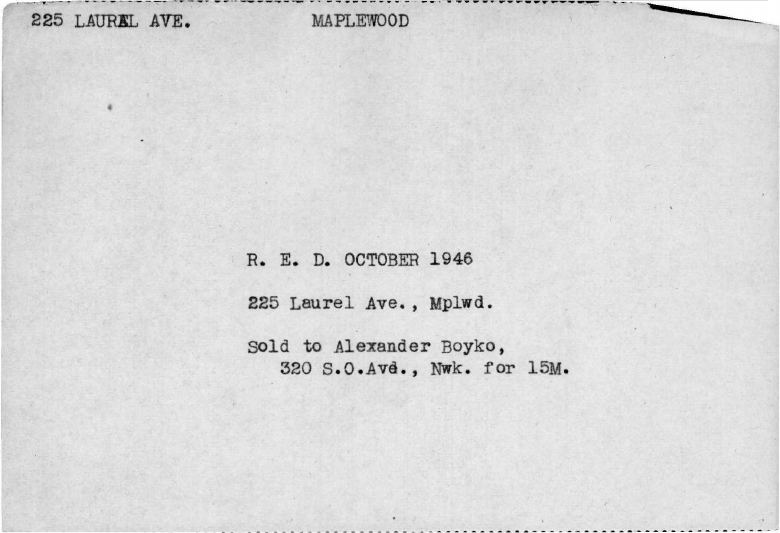 225 LAUREL AVE. MAPLEWOOD
R. E. D. OCTOBER 1946
225 Laurel Ave., Mplwd.
Sold to Alexander Boyko,
320 S.O.Ave., Nwk. for 15M.